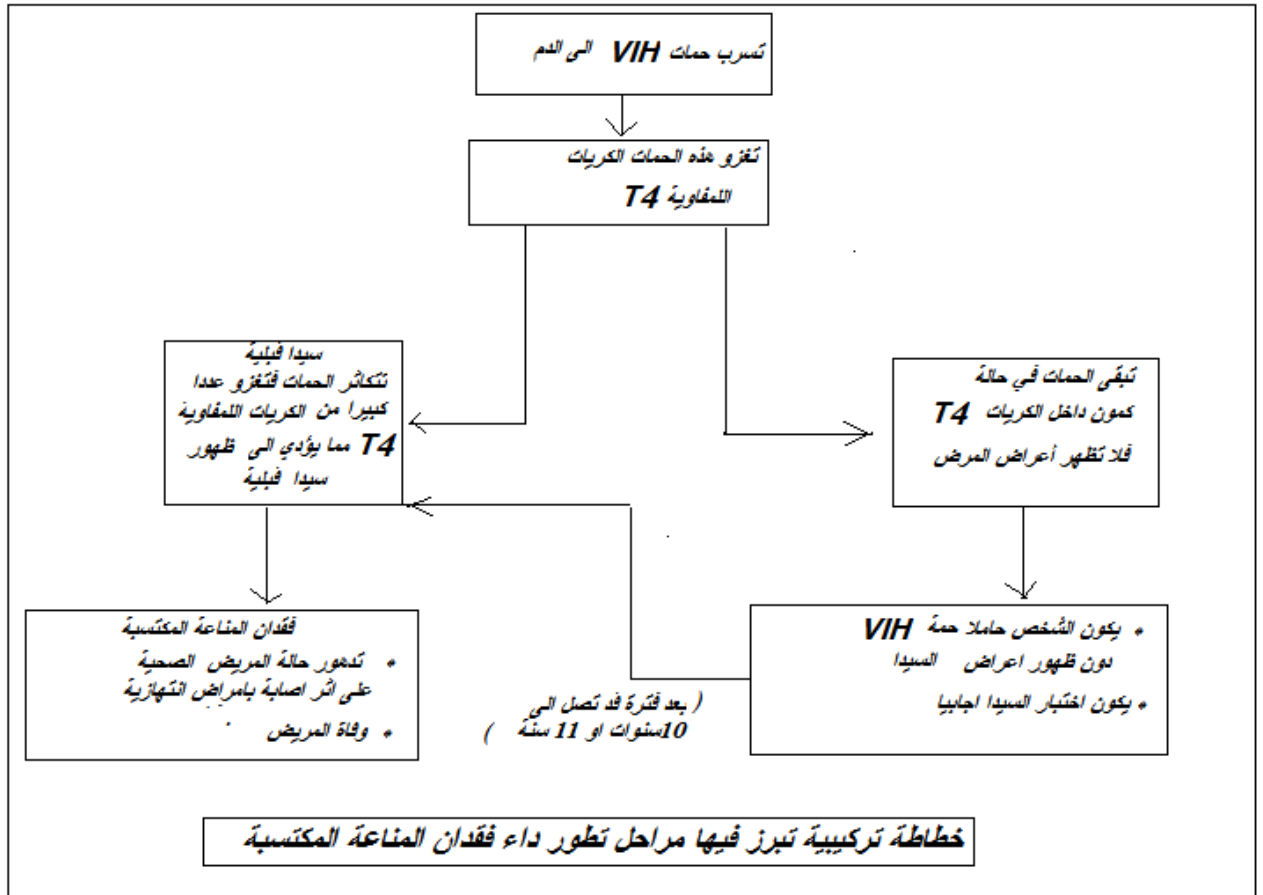 تسرب حمات VIH الى الدم
تغزو هذه الحمات الكريات
اللمفاوية T4
تبقى الحمات في حالة
كمون داخل الكريات T4
فلا تظهر أعراض المرض
سيدا قبلية
تتكاثر الحمات فتغزو عددا
كبيرا من الكريات اللمفاوية
T4 مما يؤدي الى ظهور
سيدا قبلية
* يكون الشخص حاملا حمة VIH
دون ظهور اعراض السيدا
* يكون اختبار السيدا اجابيا
( بعد فترة قد تصل الى
10سنوات او 11 سنة )
فقدان المناعة المكتسبة
* تدهور حالة المريض الصحية
على اثر اصابة بامراض انتهازية
* وفاة المريض
خطاطة تركيبية تبرز فيها مراحل تطور داء فقدان المناعة المكتسبة